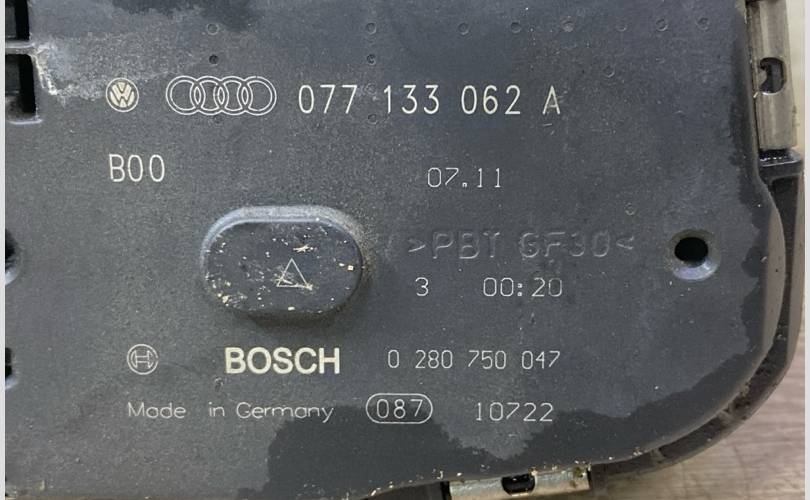 077 133 062 A
B00 07.11
>PBT GF30<
3 00:20
BOSCH 0 280 750 047
Made in Germany 087 10722